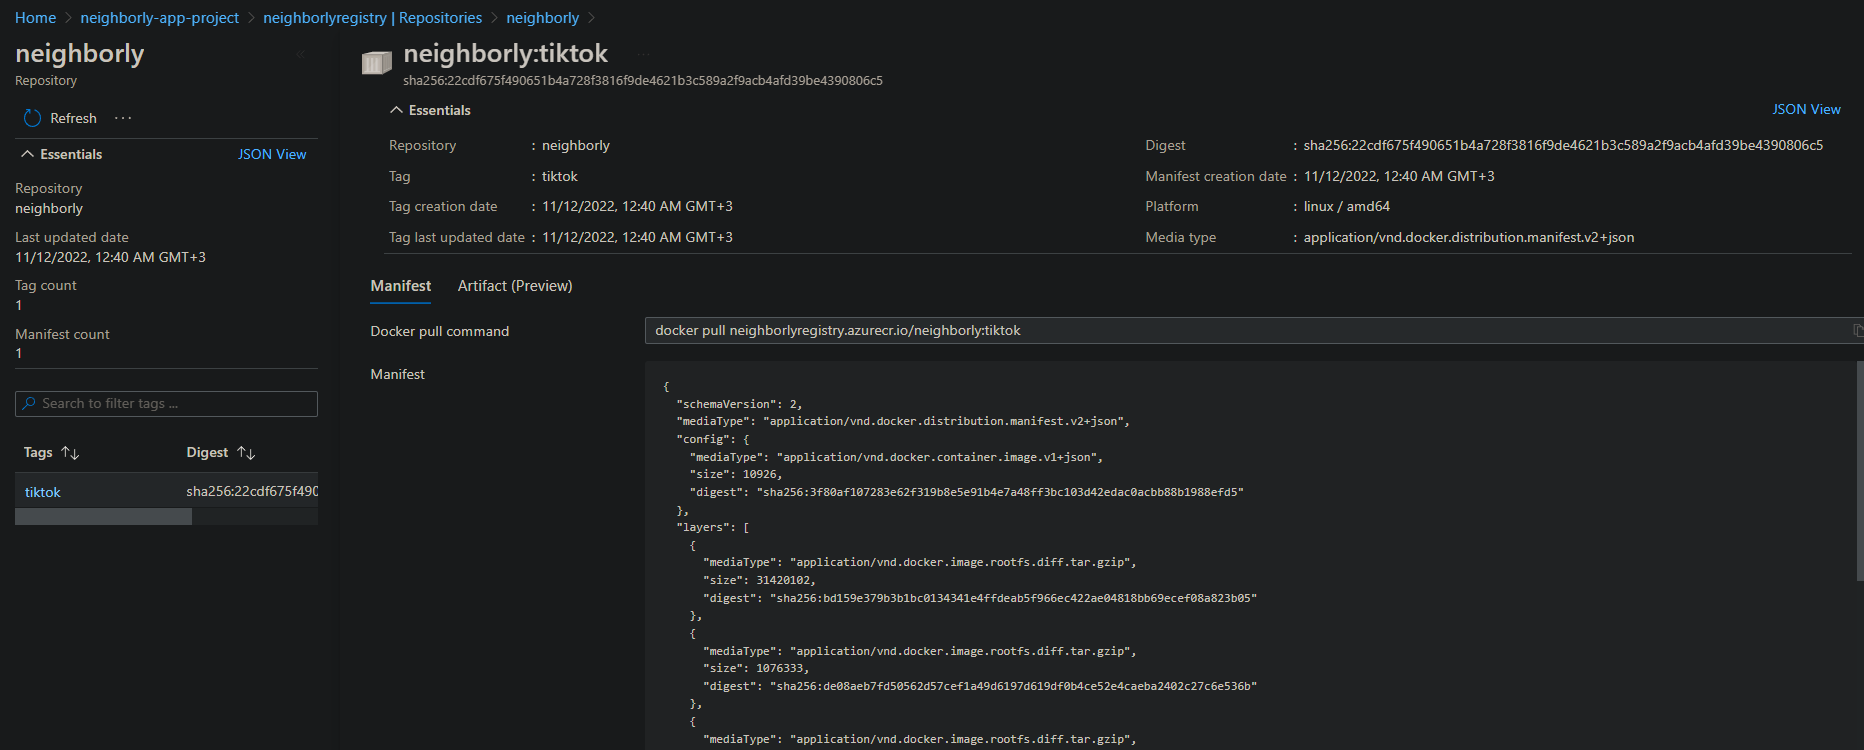 Home > neighborly-app-project > neighborlyregistry | Repositories > neighborly >
neighborly
Repository
Refresh ...
Essentials JSON View
Repository
neighborly
Last updated date
11/12/2022, 12:40 AM GMT+3
Tag count
1
Manifest count
1
Search to filter tags ...
Tags Digest
tiktok sha256:22cdf675f490
neighborly:tiktok ...
sha256:22cdf675f490651b4a728f3816f9de4621b3c589a2f9acb4afd39be4390806c5
Essentials JSON View
Repository : neighborly
Tag : tiktok
Tag creation date : 11/12/2022, 12:40 AM GMT+3
Tag last updated date : 11/12/2022, 12:40 AM GMT+3
Digest : sha256:22cdf675f490651b4a728f3816f9de4621b3c589a2f9acb4afd39be4390806c5
Manifest creation date : 11/12/2022, 12:40 AM GMT+3
Platform : linux / amd64
Media type : application/vnd.docker.distribution.manifest.v2+json
Manifest Artifact (Preview)
Docker pull command docker pull neighborlyregistry.azurecr.io/neighborly:tiktok
Manifest
{
"schemaVersion": 2,
"mediaType": "application/vnd.docker.distribution.manifest.v2+json",
"config": {
"mediaType": "application/vnd.docker.container.image.v1+json",
"size": 10926,
"digest": "sha256:3f80af107283e62f319b8e5e91b4e7a48ff3bc103d42edac0acbb88b1988efd5"
},
"layers": [
{
"mediaType": "application/vnd.docker.image.rootfs.diff.tar.gzip",
"size": 31420102,
"digest": "sha256:bd159e379b3b1bc0134341e4ffdeab5f966ec422ae04818bb69ecef08a823b05"
},
{
"mediaType": "application/vnd.docker.image.rootfs.diff.tar.gzip",
"size": 1076333,
"digest": "sha256:de08aeb7fd50562d57cef1a49d6197d619df0b4ce52e4caeba2402c27c6e536b"
},
{
"mediaType": "application/vnd.docker.image.rootfs.diff.tar.gzip",